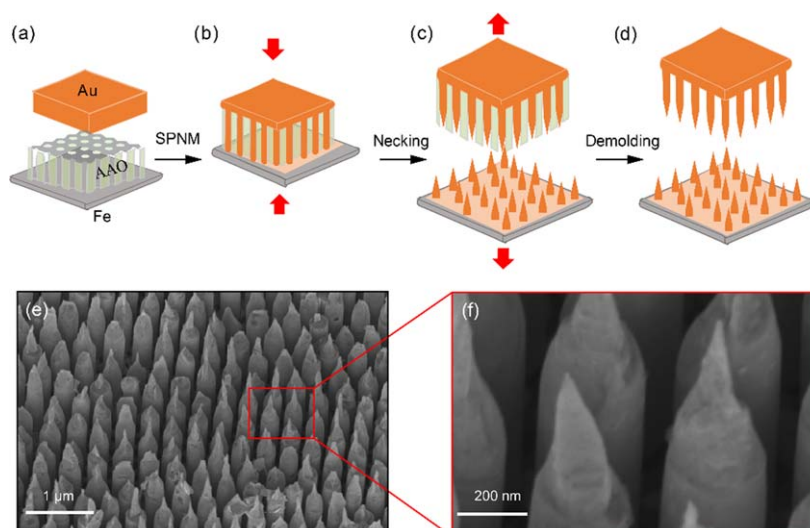 (a)
(b)
(c)
(d)
Au
SPNM
Necking
Demolding
AAO
Fe
(e)
(f)
1 µm
200 nm